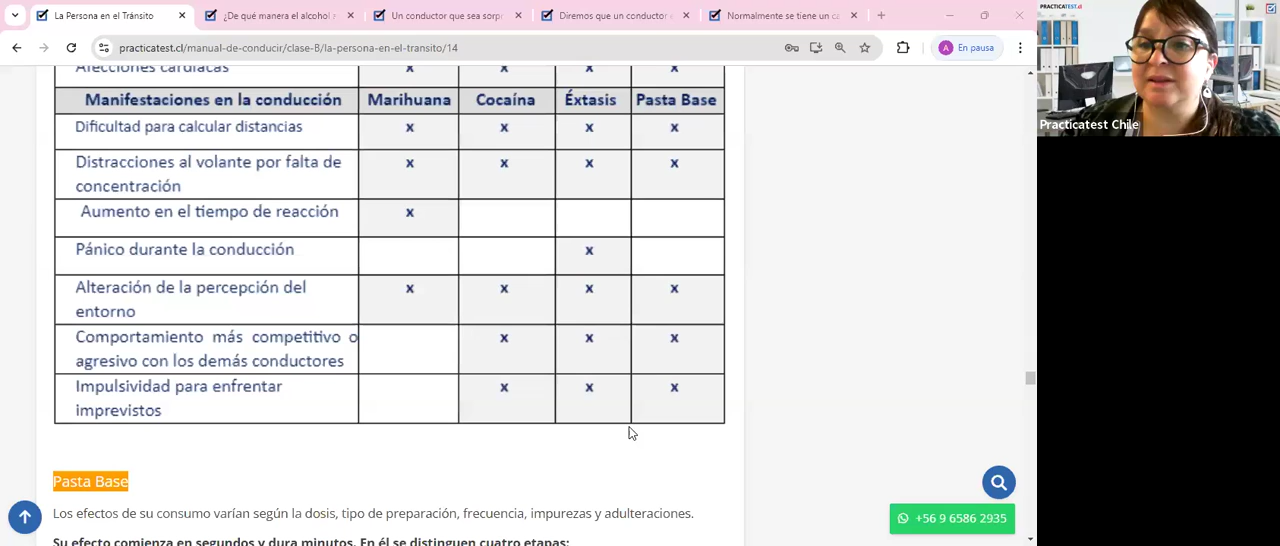 La Persona en el Tránsito
¿De qué manera el alcohol
Un conductor que sea sorp
Diremos que un conductor
Normalmente se tiene un ca
practicatest.cl/manual-de-conducir/clase-B/la-persona-en-el-transito/14
A En pausa
PRACTICATEST.cl
Practicatest Chile
Afecciones cardíacas x x x x
Manifestaciones en la conducción Marihuana Cocaína Éxtasis Pasta Base
Dificultad para calcular distancias x x x x
Distracciones al volante por falta de x x x x
concentración
Aumento en el tiempo de reacción x
Pánico durante la conducción x
Alteración de la percepción del x x x x
entorno
Comportamiento más competitivo o x x x
agresivo con los demás conductores
Impulsividad para enfrentar x x x
imprevistos
Pasta Base
Los efectos de su consumo varían según la dosis, tipo de preparación, frecuencia, impurezas y adulteraciones.
+56 9 6586 2935
Su efecto comienza en segundos y dura minutos. En él se distinguen cuatro etapas: